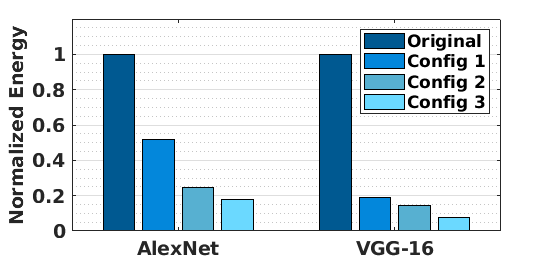 Normalized Energy
1
0.8
0.6
0.4
0.2
0
Original
Config 1
Config 2
Config 3
AlexNet
VGG-16